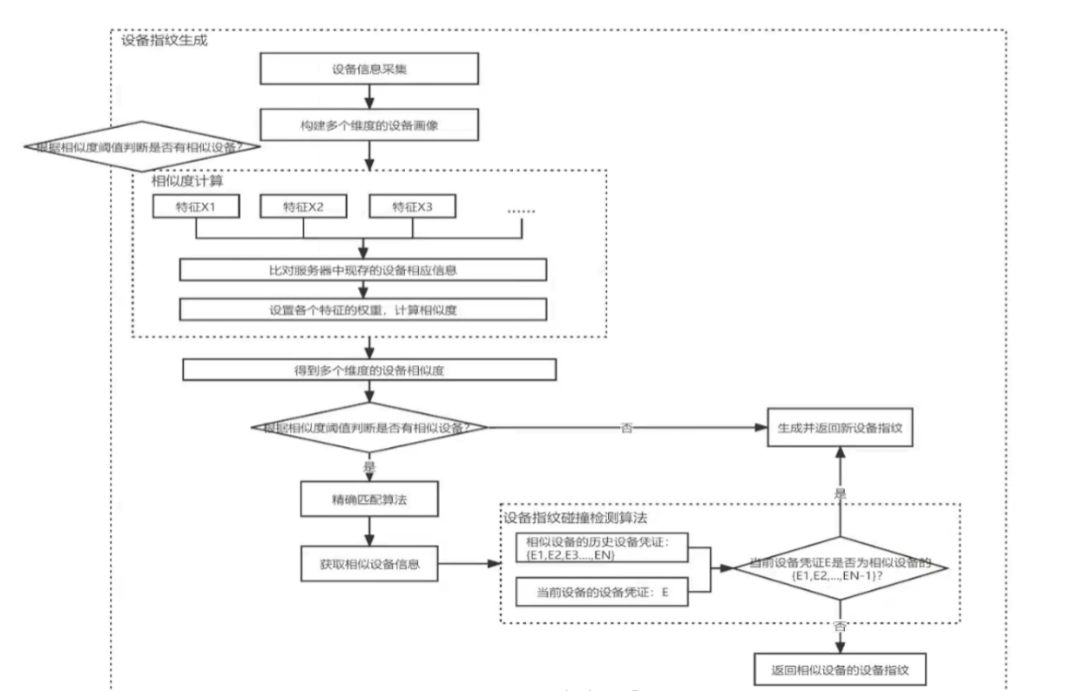 设备指纹生成
设备信息采集
构建多个维度的设备画像
根据相似度阈值判断是否有相似设备？
相似度计算
特征X1
特征X2
特征X3
......
比对服务器中现存的设备相应信息
设置各个特征的权重，计算相似度
得到多个维度的设备相似度
根据相似度阈值判断是否有相似设备？
否
生成并返回新设备指纹
是
精确匹配算法
是
设备指纹碰撞检测算法
相似设备的历史设备凭证：
{E1,E2,E3....,EN}
当前设备凭证E是否为相似设备的
{E1,E2,...,EN-1}?
获取相似设备信息
当前设备的设备凭证：E
否
返回相似设备的设备指纹